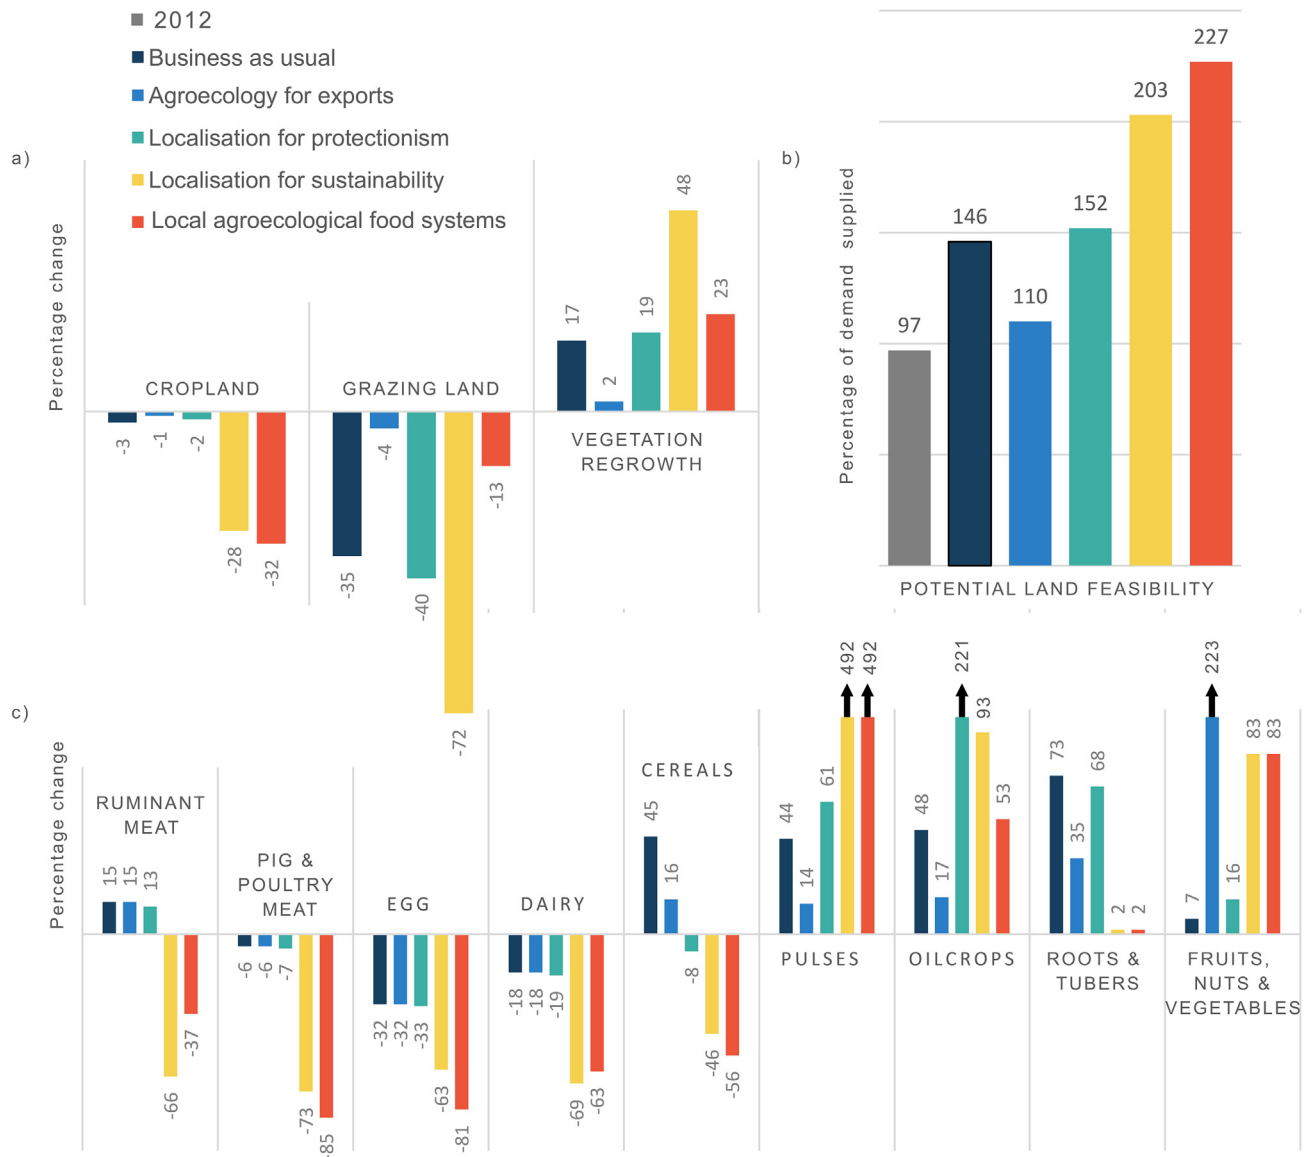 2012
Business as usual
Agroecology for exports
Localisation for protectionism
Localisation for sustainability
Local agroecological food systems
a)
Percentage change
CROPLAND
-3
-1
-2
-28
-32
GRAZING LAND
-35
-4
-40
-72
-13
17
2
19
48
23
VEGETATION
REGROWTH
b)
Percentage of demand supplied
97
146
110
152
203
227
POTENTIAL LAND FEASIBILITY
c)
Percentage change
RUMINANT
MEAT
15
15
13
-66
-37
PIG &
POULTRY
MEAT
-6
-6
-7
-73
-85
EGG
-32
-32
-33
-63
-81
DAIRY
-18
-18
-19
-69
-63
CEREALS
45
16
-8
-46
-56
44
14
61
492
492
PULSES
48
17
221
93
53
OILCROPS
73
35
68
2
2
ROOTS &
TUBERS
7
223
16
83
83
FRUITS,
NUTS &
VEGETABLES